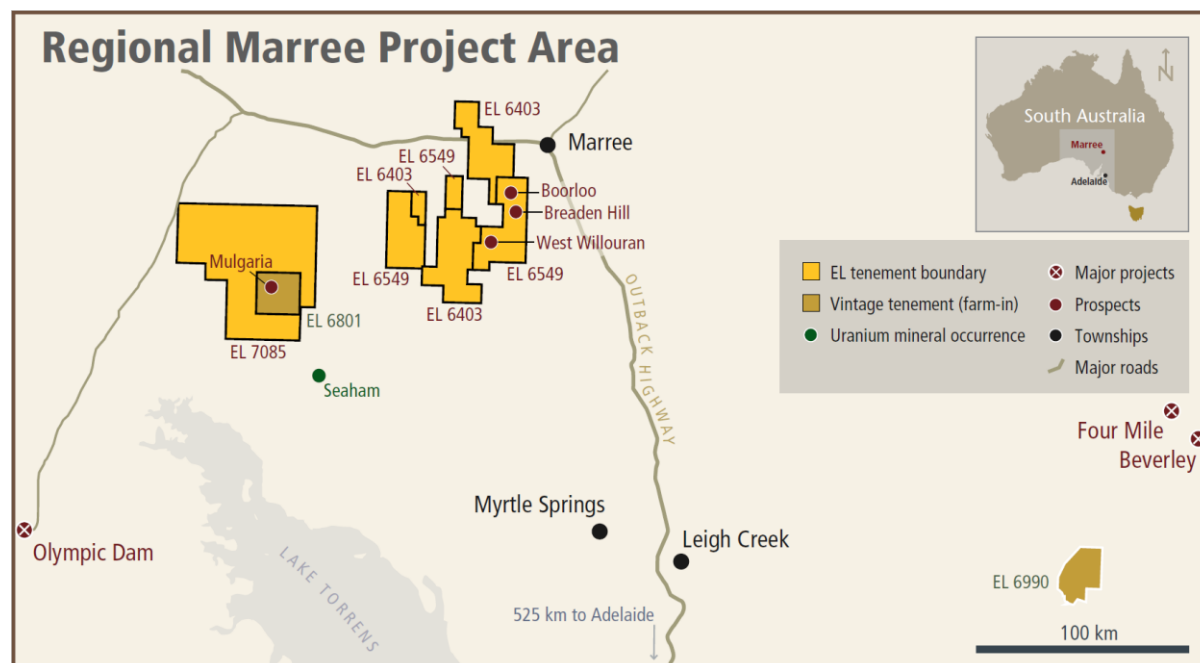 Regional Marree Project Area
N
South Australia
Marree
Adelaide
EL 6403
Marree
EL 6549
EL 6403
Boorloo
Breaden Hill
West Willouran
EL 6549
EL 6549
EL 6403
Mulgaria
EL 6801
EL 7085
Seaham
OUTBACK HIGHWAY
EL tenement boundary
Vintage tenement (farm-in)
Uranium mineral occurrence
Major projects
Prospects
Townships
Major roads
Four Mile
Beverley
Myrtle Springs
Leigh Creek
Olympic Dam
LAKE TORRENS
EL 6990
525 km to Adelaide
100 km